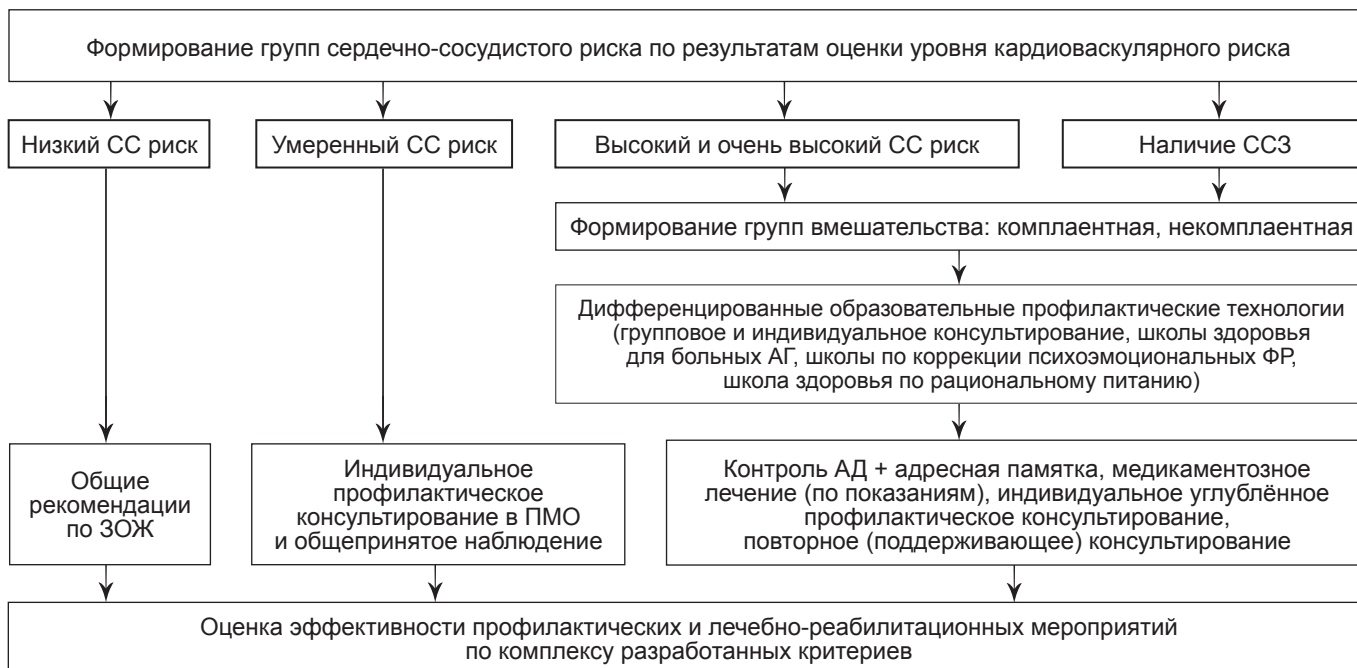 Формирование групп сердечно-сосудистого риска по результатам оценки уровня кардиоваскулярного риска
Низкий СС риск
Умеренный СС риск
Высокий и очень высокий СС риск
Наличие ССЗ
Формирование групп вмешательства: комплаентная, некомплаентная
Дифференцированные образовательные профилактические технологии
(групповое и индивидуальное консультирование, школы здоровья
для больных АГ, школы по коррекции психоэмоциональных ФР,
школа здоровья по рациональному питанию)
Общие
рекомендации
по ЗОЖ
Индивидуальное
профилактическое
консультирование в ПМО
и общепринятое наблюдение
Контроль АД + адресная памятка, медикаментозное
лечение (по показаниям), индивидуальное углублённое
профилактическое консультирование,
повторное (поддерживающее) консультирование
Оценка эффективности профилактических и лечебно-реабилитационных мероприятий
по комплексу разработанных критериев